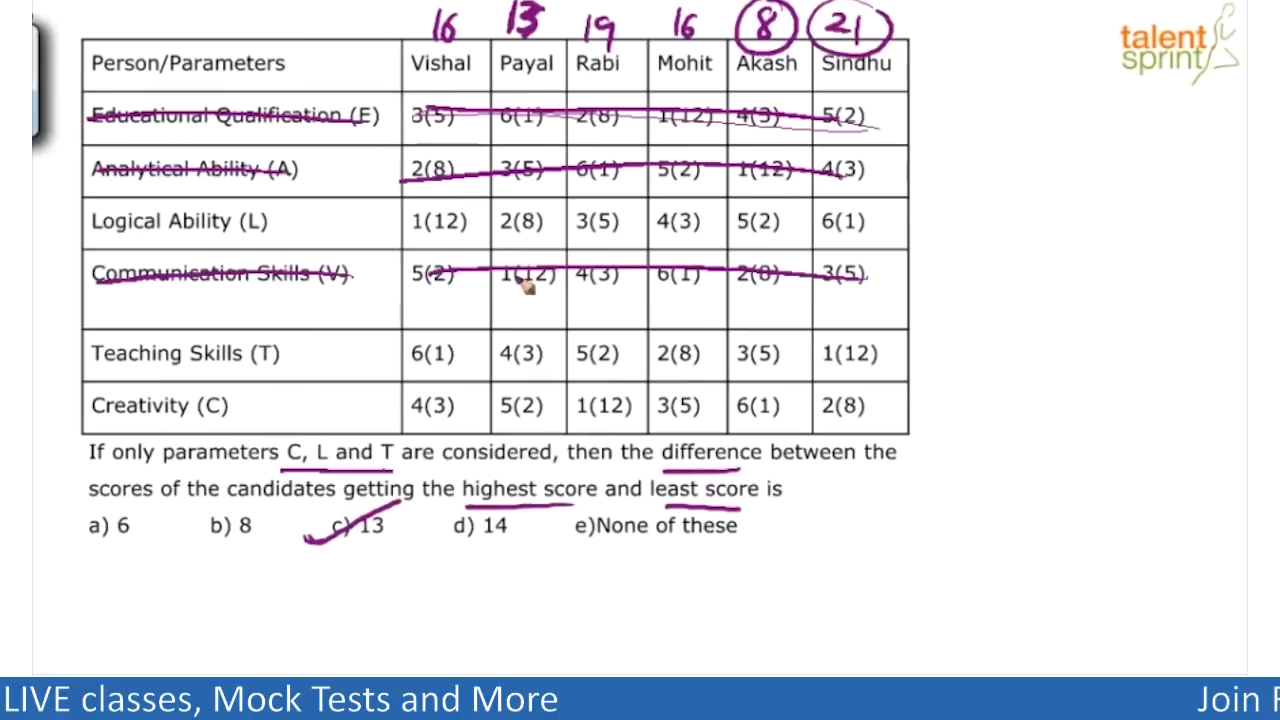 16 13 19 16 8 21
talent
sprint
Person/Parameters Vishal Payal Rabi Mohit Akash Sindhu
Educational Qualification (E) 3(5) 6(1) 2(8) 1(12) 4(3) 5(2)
Analytical Ability (A) 2(8) 3(5) 6(1) 5(2) 1(12) 4(3)
Logical Ability (L) 1(12) 2(8) 3(5) 4(3) 5(2) 6(1)
Communication Skills (V) 5(2) 1(12) 4(3) 6(1) 2(8) 3(5)
Teaching Skills (T) 6(1) 4(3) 5(2) 2(8) 3(5) 1(12)
Creativity (C) 4(3) 5(2) 1(12) 3(5) 6(1) 2(8)
If only parameters C, L and T are considered, then the difference between the
scores of the candidates getting the highest score and least score is
a) 6 b) 8 c) 13 d) 14 e)None of these
LIVE classes, Mock Tests and More Join